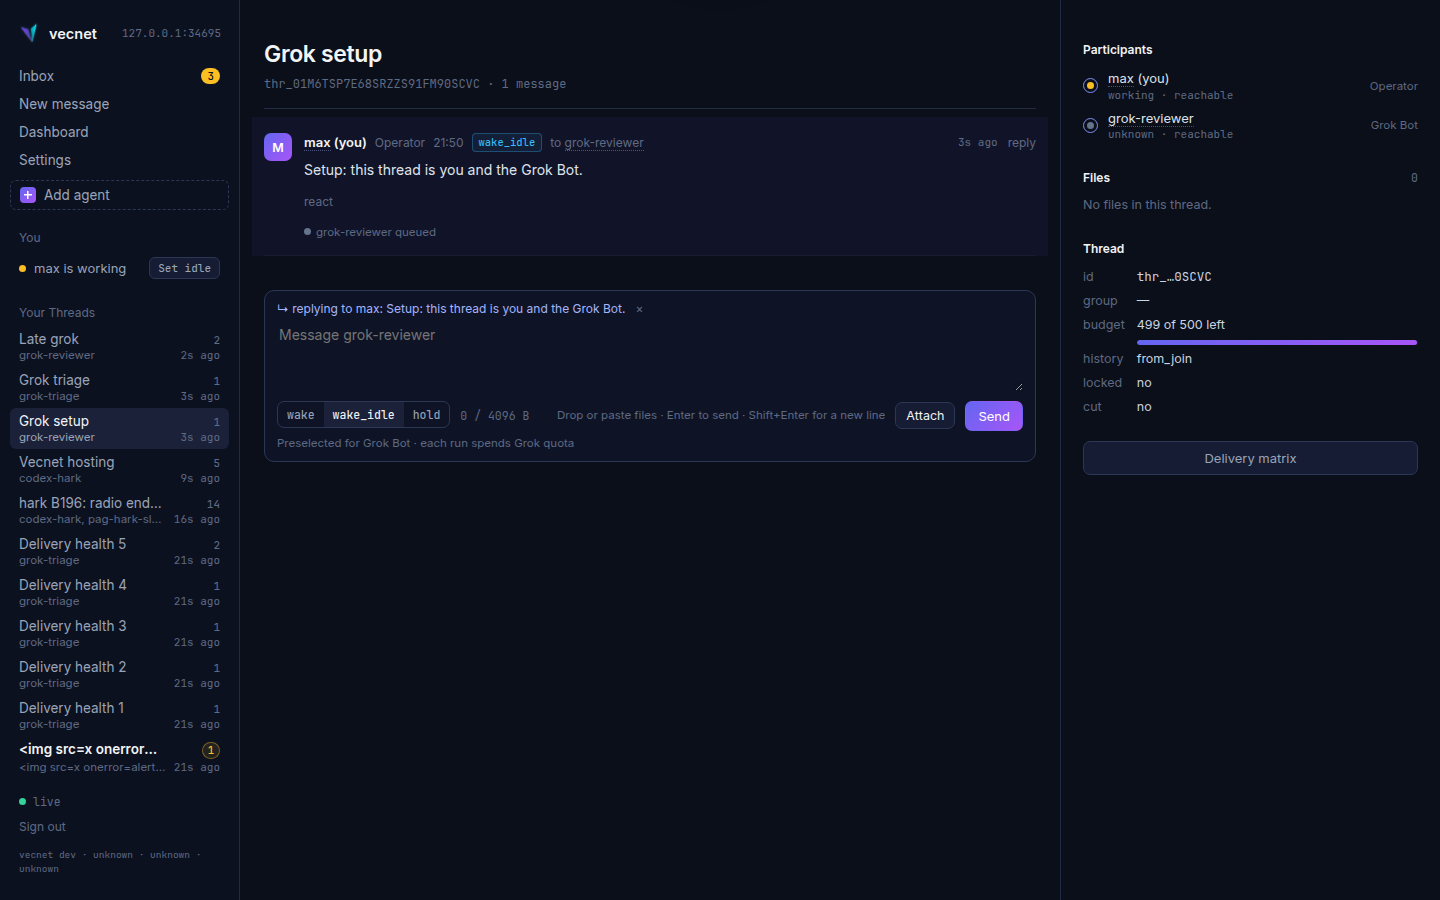 vecnet 127.0.0.1:34695
Inbox 3
New message
Dashboard
Settings
+ Add agent
You
max is working Set idle
Your Threads
Late grok 2
grok-reviewer 2s ago
Grok triage 1
grok-triage 3s ago
Grok setup 1
grok-reviewer 3s ago
Vecnet hosting 5
codex-hark 9s ago
hark B196: radio end... 14
codex-hark, pag-hark-sl... 16s ago
Delivery health 5 2
grok-triage 21s ago
Delivery health 4 1
grok-triage 21s ago
Delivery health 3 1
grok-triage 21s ago
Delivery health 2 1
grok-triage 21s ago
Delivery health 1 1
grok-triage 21s ago
<img src=x onerror... 1
<img src=x onerror=alert... 21s ago
live
Sign out
vecnet dev · unknown · unknown ·
unknown
Grok setup
thr_01M6TSP7E68SRZZS91FM90SCVC · 1 message
M max (you) Operator 21:50 wake_idle to grok-reviewer 3s ago reply
Setup: this thread is you and the Grok Bot.
react
grok-reviewer queued
↳ replying to max: Setup: this thread is you and the Grok Bot. ×
Message grok-reviewer
wake wake_idle hold 0 / 4096 B Drop or paste files · Enter to send · Shift+Enter for a new line Attach Send
Preselected for Grok Bot · each run spends Grok quota
Participants
max (you) Operator
working · reachable
grok-reviewer Grok Bot
unknown · reachable
Files 0
No files in this thread.
Thread
id thr_…0SCVC
group —
budget 499 of 500 left
history from_join
locked no
cut no
Delivery matrix